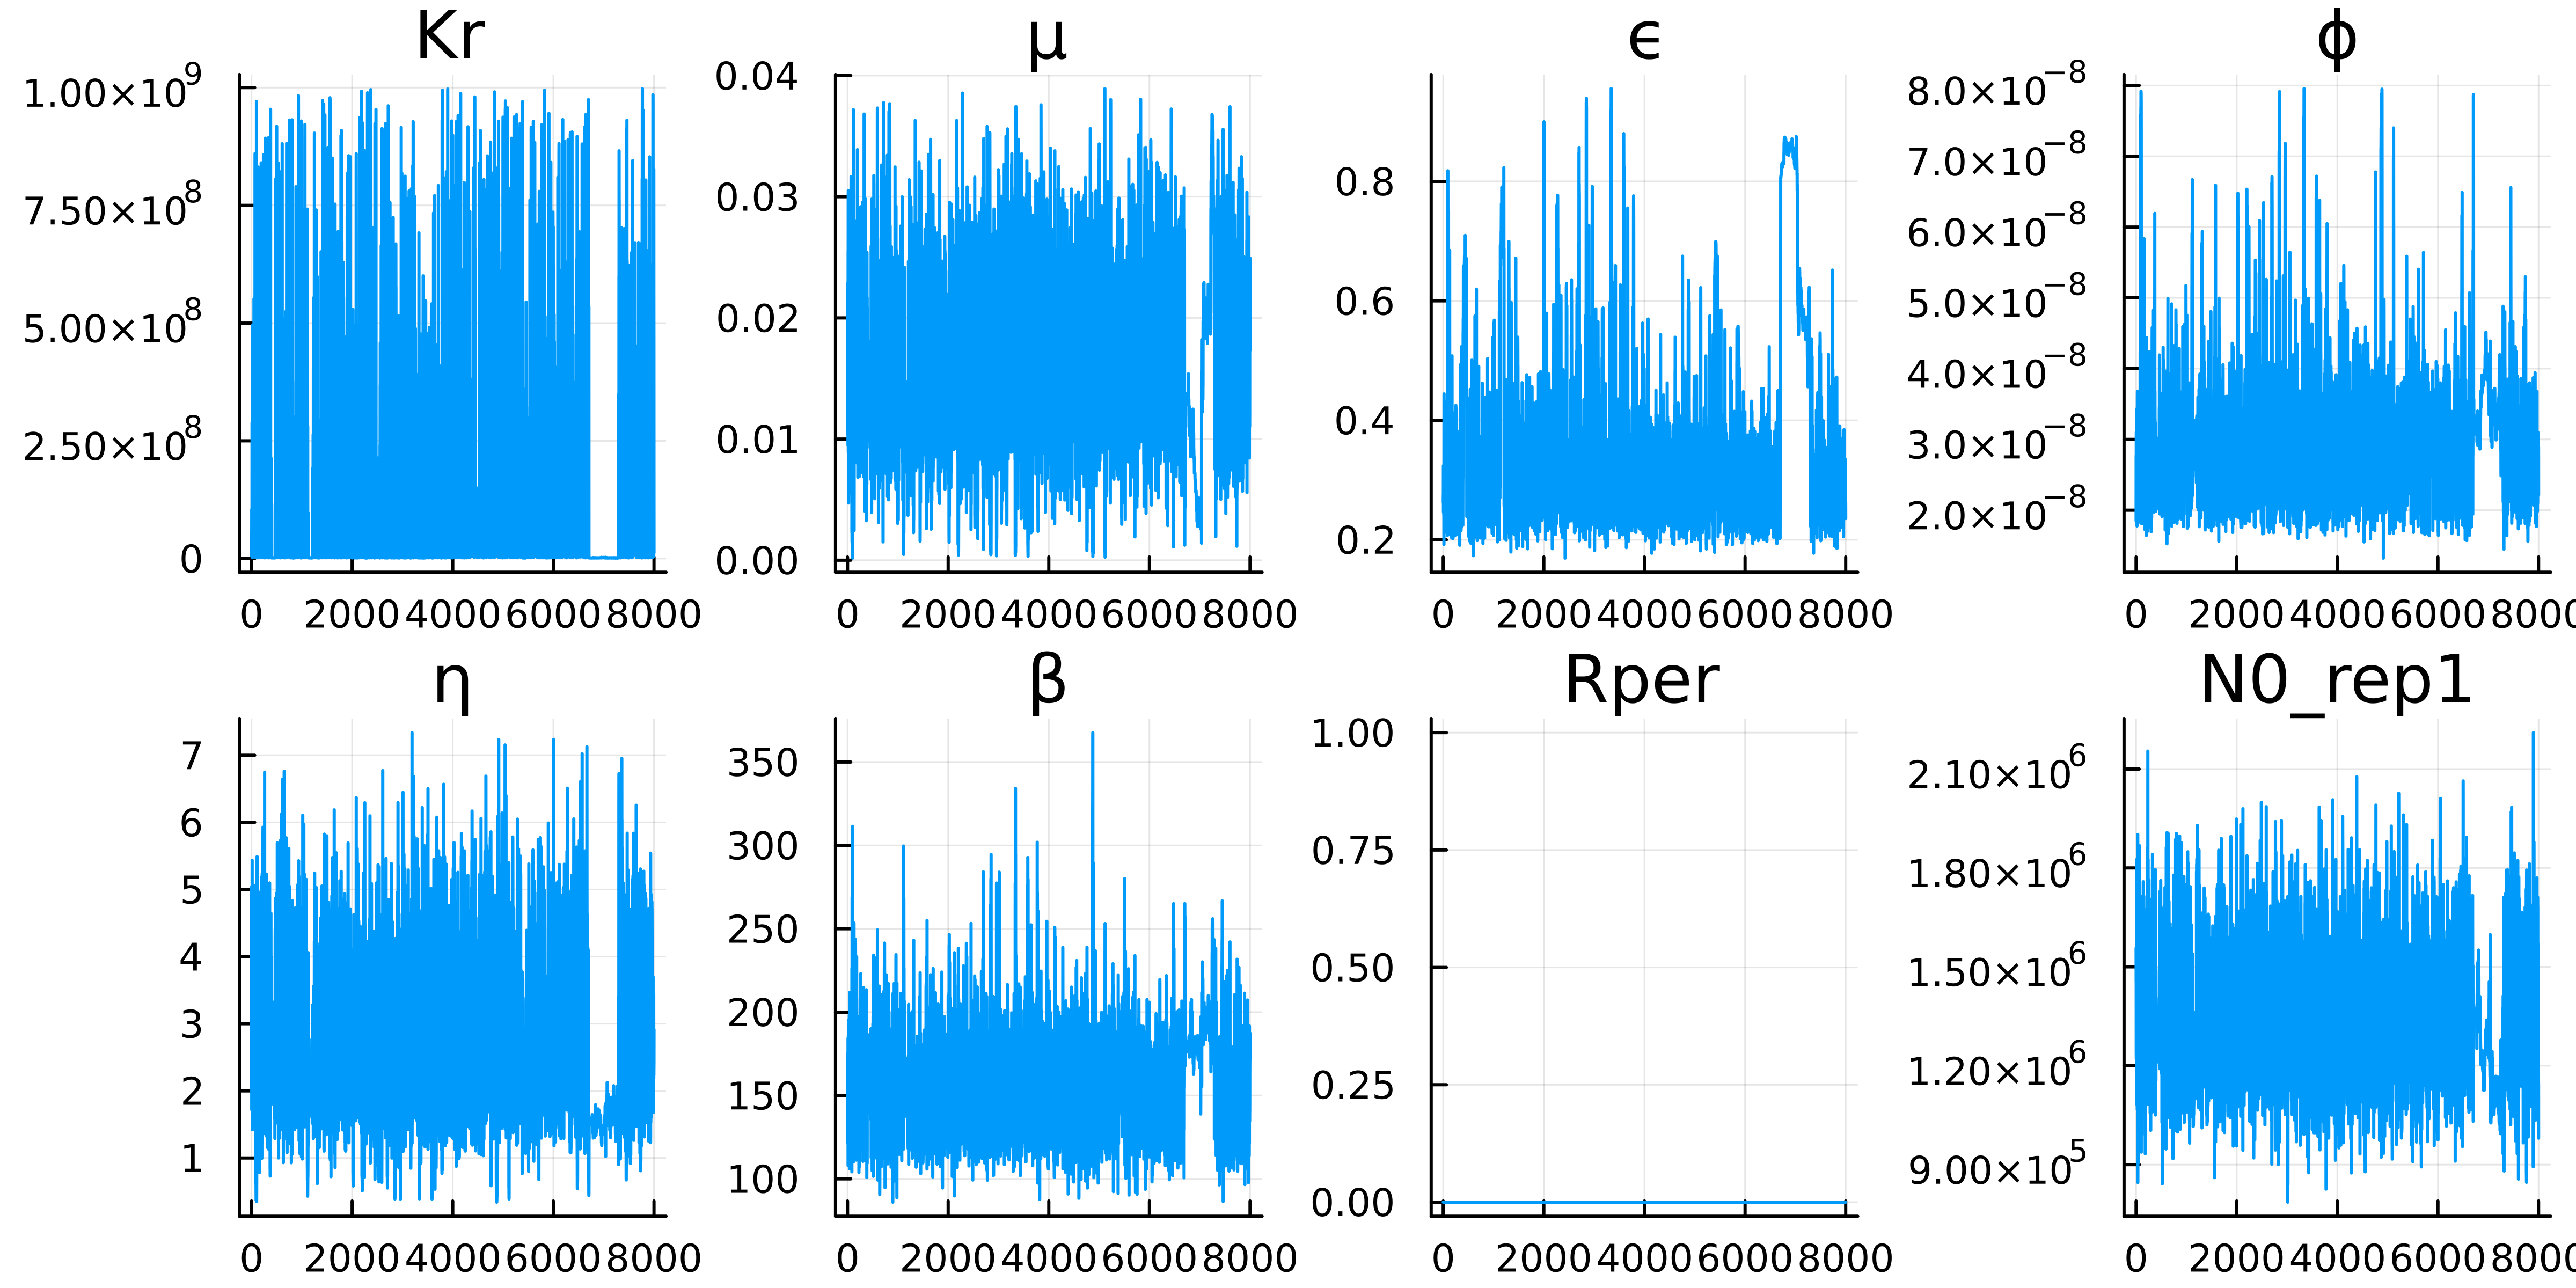 Kr
1.00×10⁹
7.50×10⁸
5.00×10⁸
2.50×10⁸
0
0 2000 4000 6000 8000
μ
0.04
0.03
0.02
0.01
0.00
0 2000 4000 6000 8000
ϵ
0.8
0.6
0.4
0.2
0 2000 4000 6000 8000
ϕ
8.0×10⁻⁸
7.0×10⁻⁸
6.0×10⁻⁸
5.0×10⁻⁸
4.0×10⁻⁸
3.0×10⁻⁸
2.0×10⁻⁸
0 2000 4000 6000 8000
η
7
6
5
4
3
2
1
0 2000 4000 6000 8000
β
350
300
250
200
150
100
0 2000 4000 6000 8000
Rper
1.00
0.75
0.50
0.25
0.00
0 2000 4000 6000 8000
N0_rep1
2.10×10⁶
1.80×10⁶
1.50×10⁶
1.20×10⁶
9.00×10⁵
0 2000 4000 6000 8000